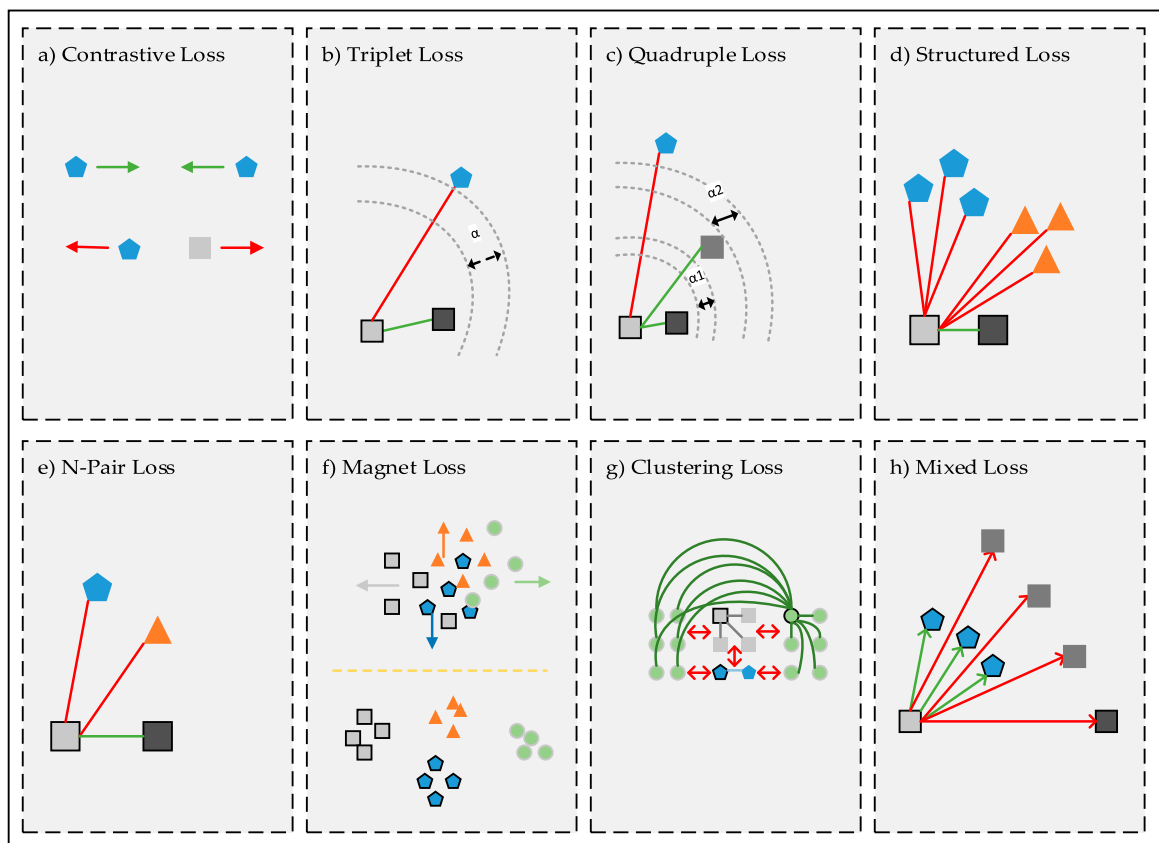 a) Contrastive Loss
b) Triplet Loss
c) Quadruple Loss
d) Structured Loss
α
α2
α1
e) N-Pair Loss
f) Magnet Loss
g) Clustering Loss
h) Mixed Loss